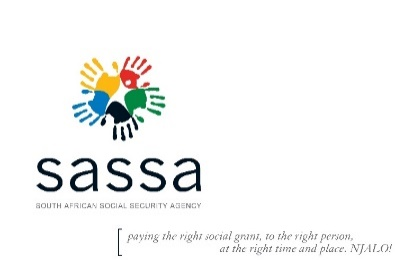 sassa
SOUTH AFRICAN SOCIAL SECURITY AGENCY
paying the right social grant, to the right person,
at the right time and place. NJALO!